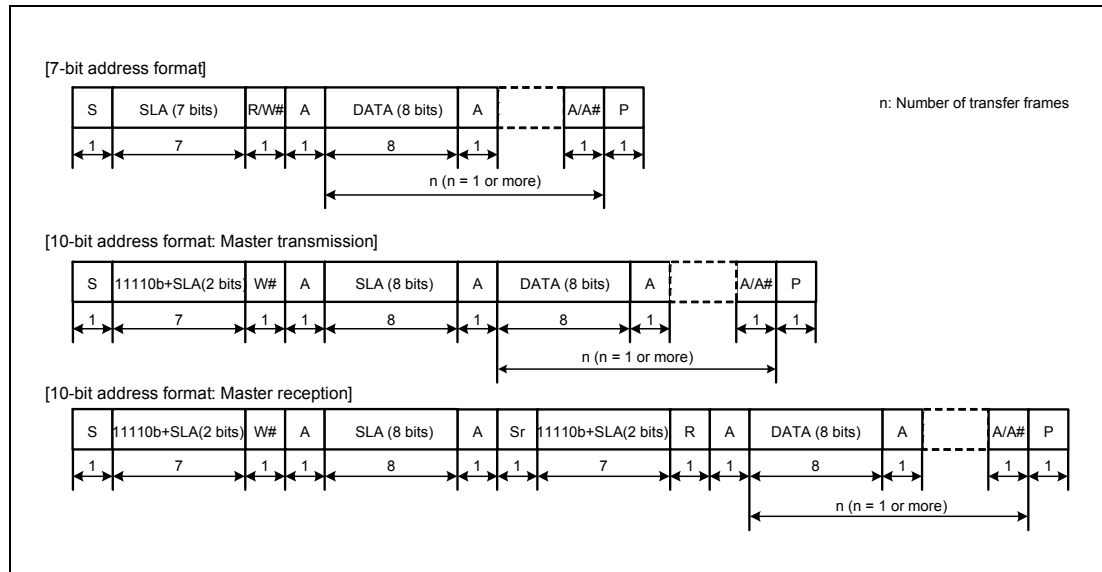 [7-bit address format]
n: Number of transfer frames
S SLA (7 bits) R/W# A DATA (8 bits) A A/A# P
1 7 1 1 8 1 1 1
n (n = 1 or more)
[10-bit address format: Master transmission]
S 11110b+SLA(2 bits) W# A SLA (8 bits) A DATA (8 bits) A A/A# P
1 7 1 1 8 1 8 1 1 1
n (n = 1 or more)
[10-bit address format: Master reception]
S 11110b+SLA(2 bits) W# A SLA (8 bits) A Sr 11110b+SLA(2 bits) R A DATA (8 bits) A A/A# P
1 7 1 1 8 1 1 7 1 1 8 1 1 1
n (n = 1 or more)